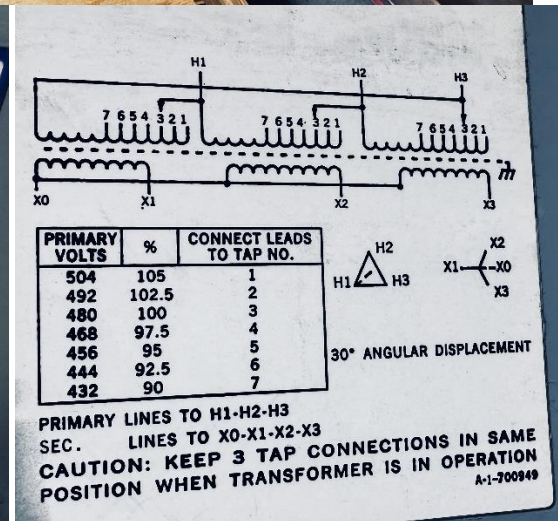 H1
H2
H3
7 6 5 4 3 2 1
7 6 5 4 3 2 1
7 6 5 4 3 2 1
X0
X1
X2
X3
PRIMARY VOLTS % CONNECT LEADS TO TAP NO.
504 105 1
492 102.5 2
480 100 3
468 97.5 4
456 95 5
444 92.5 6
432 90 7
H2
H1 H3
X2
X1 X0
X3
30° ANGULAR DISPLACEMENT
PRIMARY LINES TO H1-H2-H3
SEC. LINES TO X0-X1-X2-X3
CAUTION: KEEP 3 TAP CONNECTIONS IN SAME
POSITION WHEN TRANSFORMER IS IN OPERATION
A-1-700949